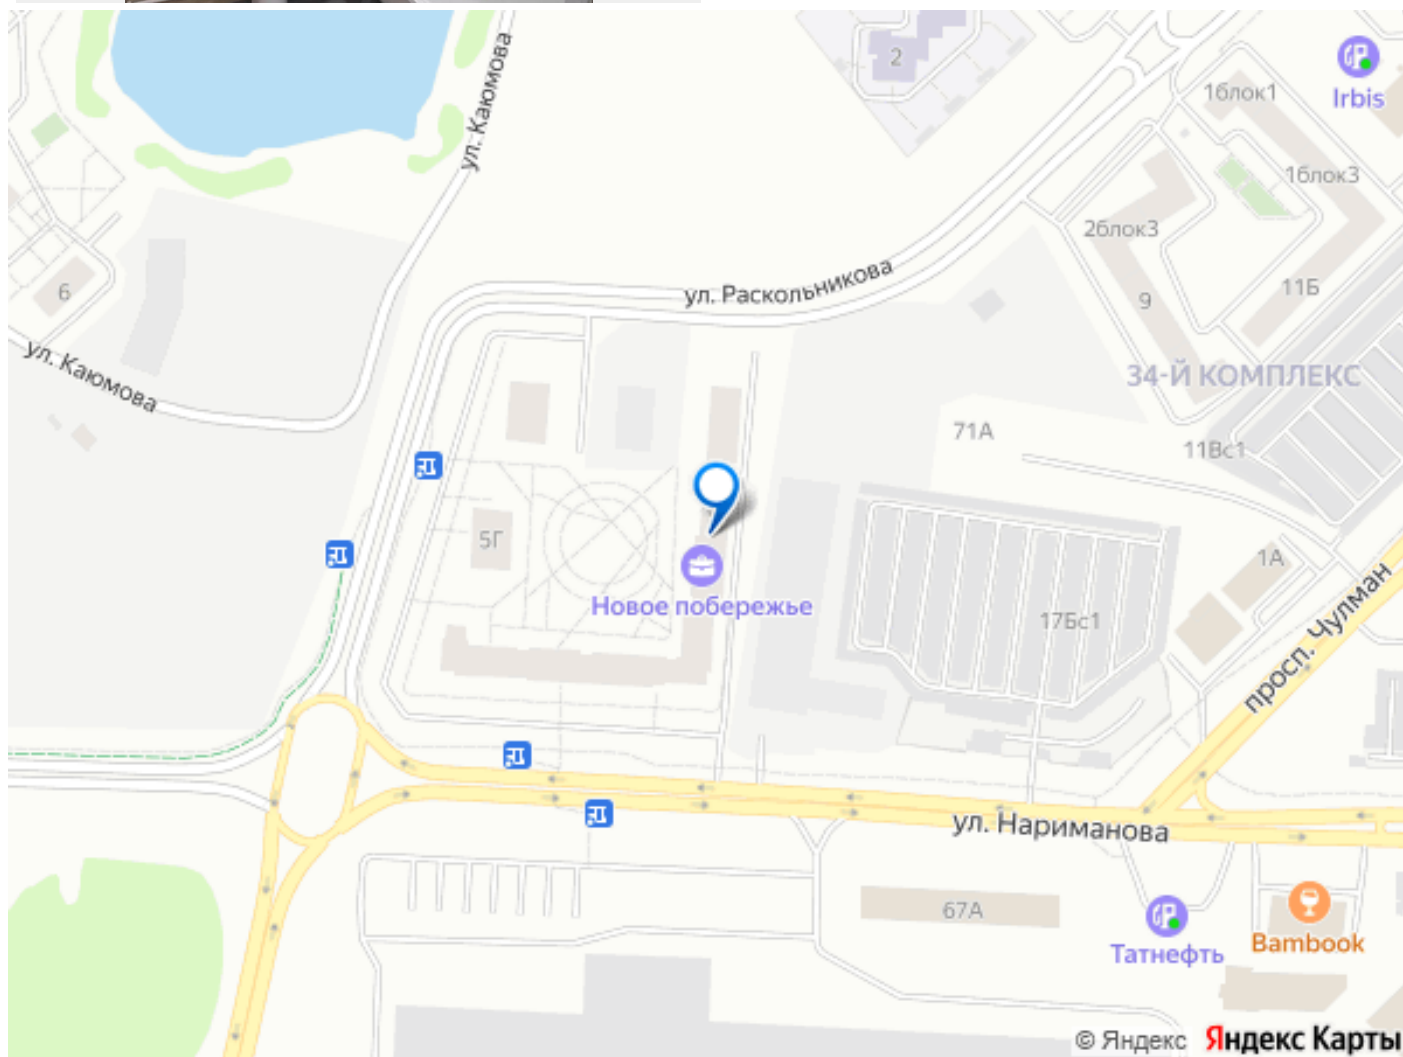 ул. Каюмова
2
1блок1
Irbis
1блок3
2блок3
6
ул. Раскольникова
9
11Б
ул. Каюмова
34-Й КОМПЛЕКС
71А
11Вс1
5Г
1А
Новое побережье
17Бс1
просп. Чулман
ул. Нариманова
67А
Татнефть
Bambook
© Яндекс Яндекс Карты